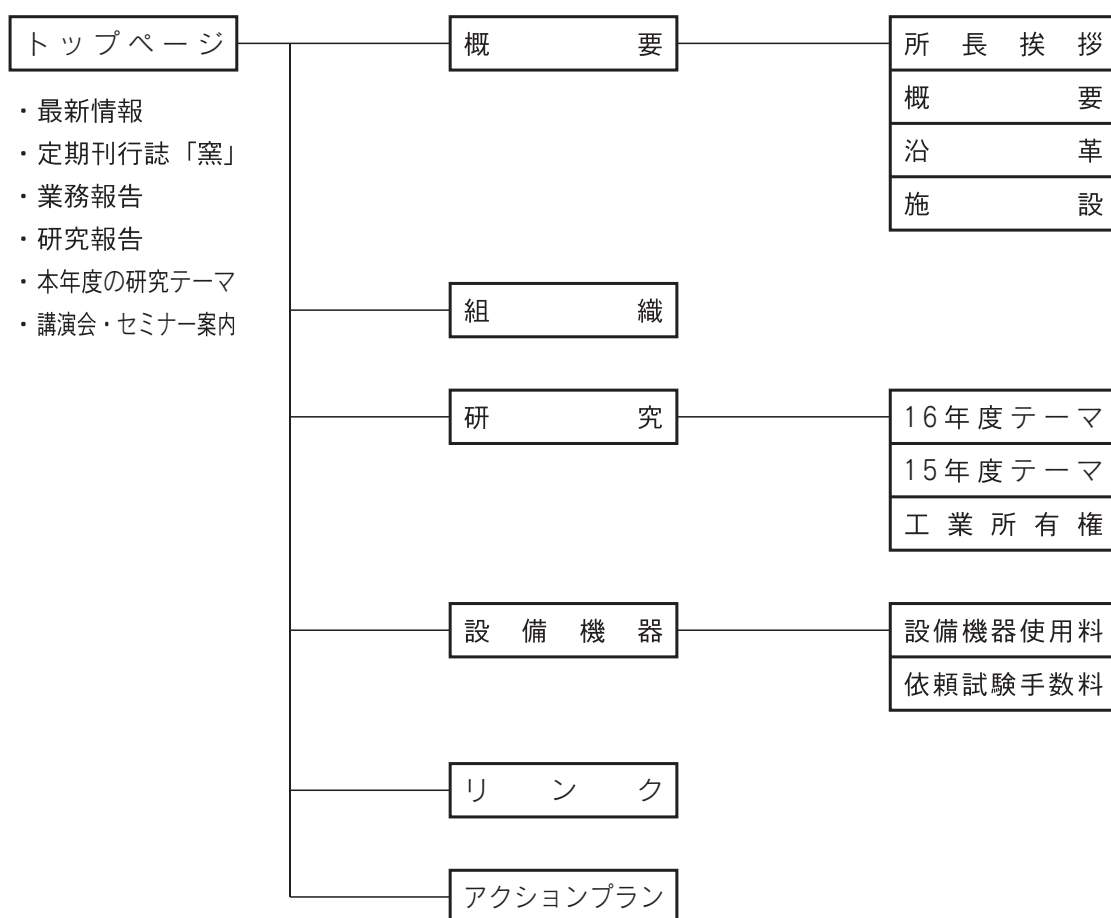 トップページ
・最新情報
・定期刊行誌「窯」
・業務報告
・研究報告
・本年度の研究テーマ
・講演会・セミナー案内
概要
所長挨拶
概要
沿革
施設
組織
研究
16年度テーマ
15年度テーマ
工業所有権
設備機器
設備機器使用料
依頼試験手数料
リンク
アクションプラン